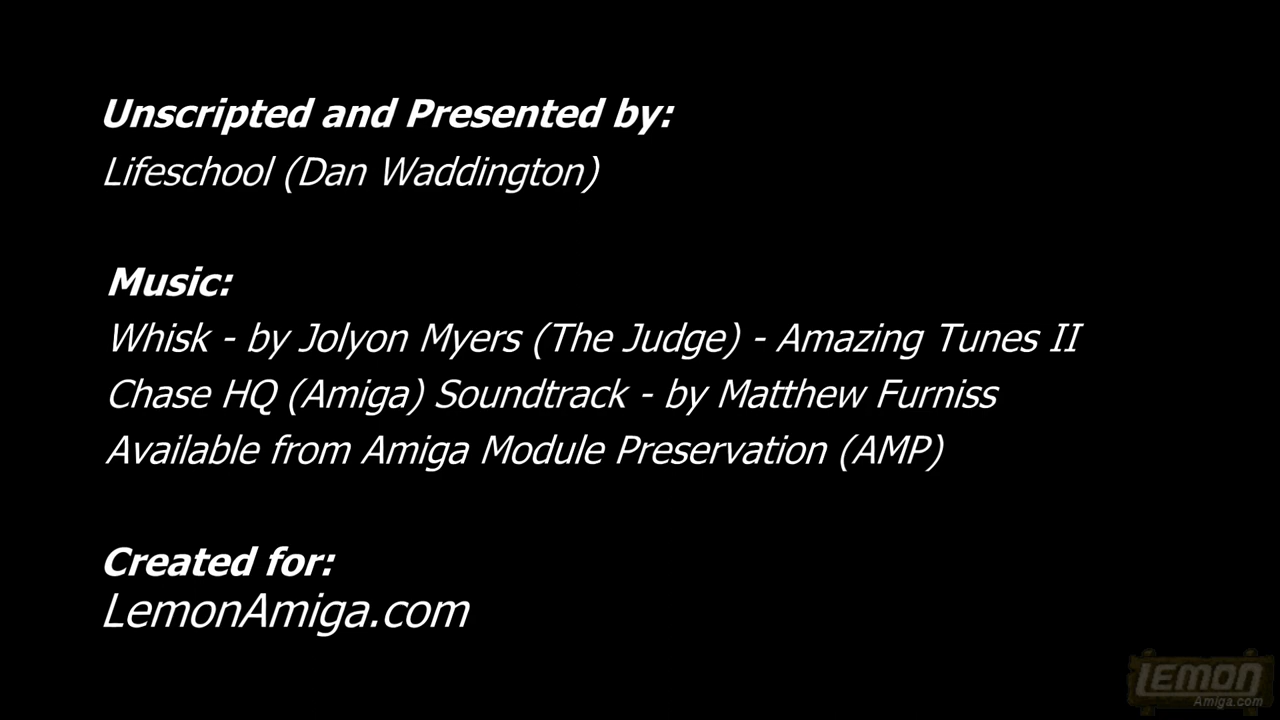 Unscripted and Presented by:
Lifeschool (Dan Waddington)
Music:
Whisk - by Jolyon Myers (The Judge) - Amazing Tunes II
Chase HQ (Amiga) Soundtrack - by Matthew Furniss
Available from Amiga Module Preservation (AMP)
Created for:
LemonAmiga.com
LEMON
Amiga.com